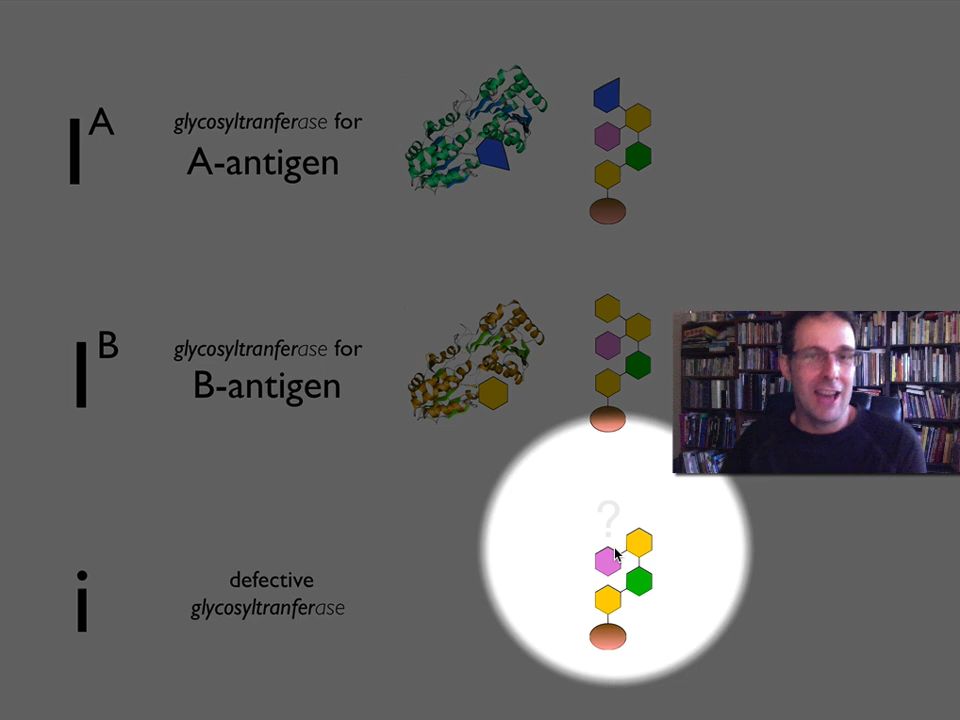 I^A
glycosyltranferase for
A-antigen
I^B
glycosyltranferase for
B-antigen
?
i
defective
glycosyltranferase